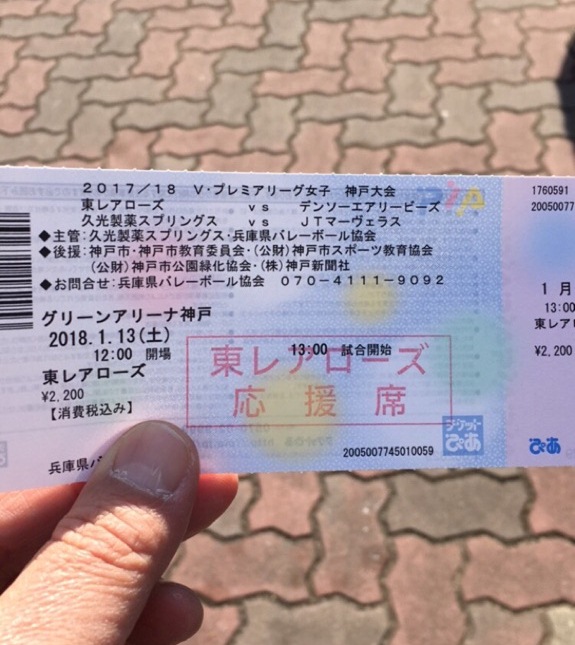 2017/18 V・プレミアリーグ女子 神戸大会
東レアローズ vs デンソーエアリービーズ
久光製薬スプリングス vs JTマーヴェラス
◆主管:久光製薬スプリングス・兵庫県バレーボール協会
◆後援:神戸市・神戸市教育委員会・(公財)神戸市スポーツ教育協会
(公財)神戸市公園緑化協会・(株)神戸新聞社
◆お問合せ:兵庫県バレーボール協会 070-4111-9092
グリーンアリーナ神戸
2018.1.13(土)
12:00 開場 13:00 試合開始
東レアローズ
¥2,200
【消費税込み】
東レアローズ
応援席
チケットぴあ
2005007745010059
兵庫県
1760591
20050077
1月
13:00
東レア
¥2,200
ぴあ